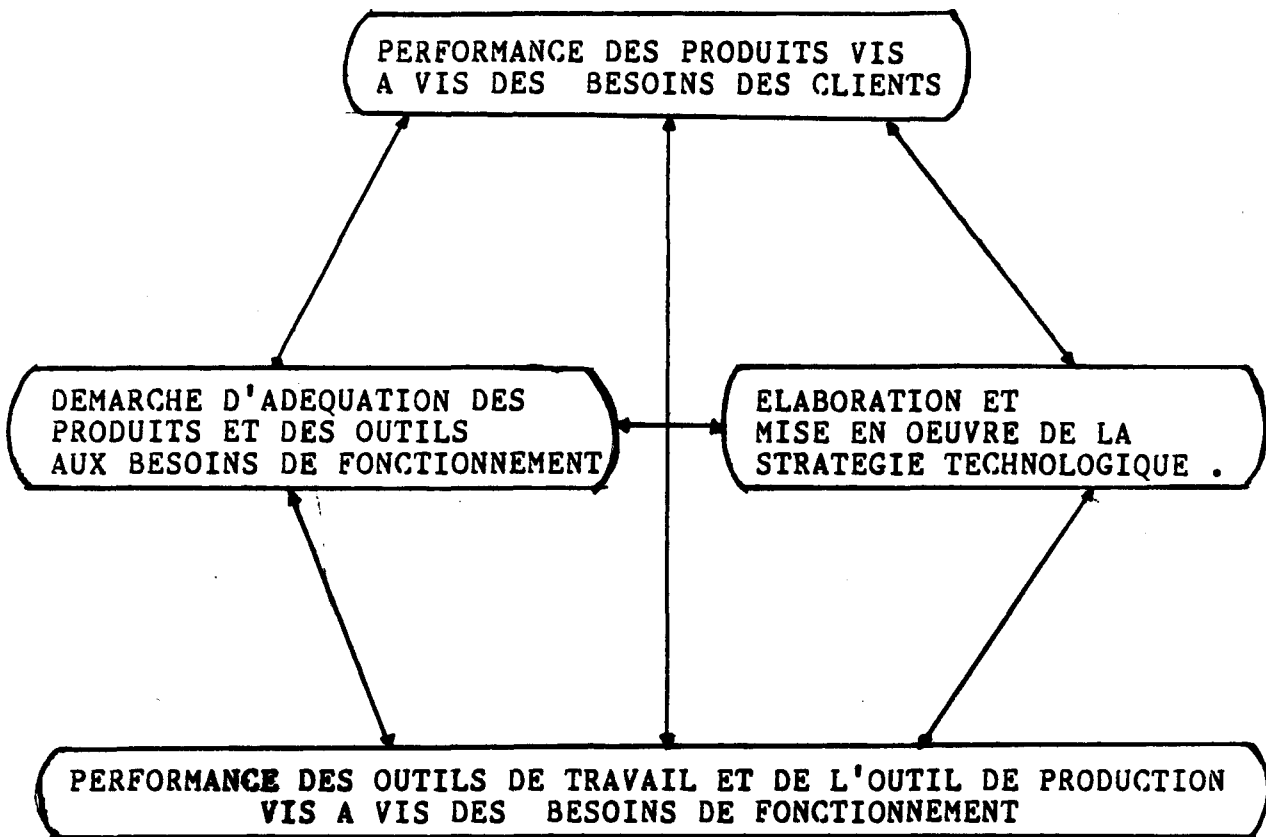 PERFORMANCE DES PRODUITS VIS
A VIS DES BESOINS DES CLIENTS
DEMARCHE D'ADEQUATION DES
PRODUITS ET DES OUTILS
AUX BESOINS DE FONCTIONNEMENT
ELABORATION ET
MISE EN OEUVRE DE LA
STRATEGIE TECHNOLOGIQUE .
PERFORMANCE DES OUTILS DE TRAVAIL ET DE L'OUTIL DE PRODUCTION
VIS A VIS DES BESOINS DE FONCTIONNEMENT